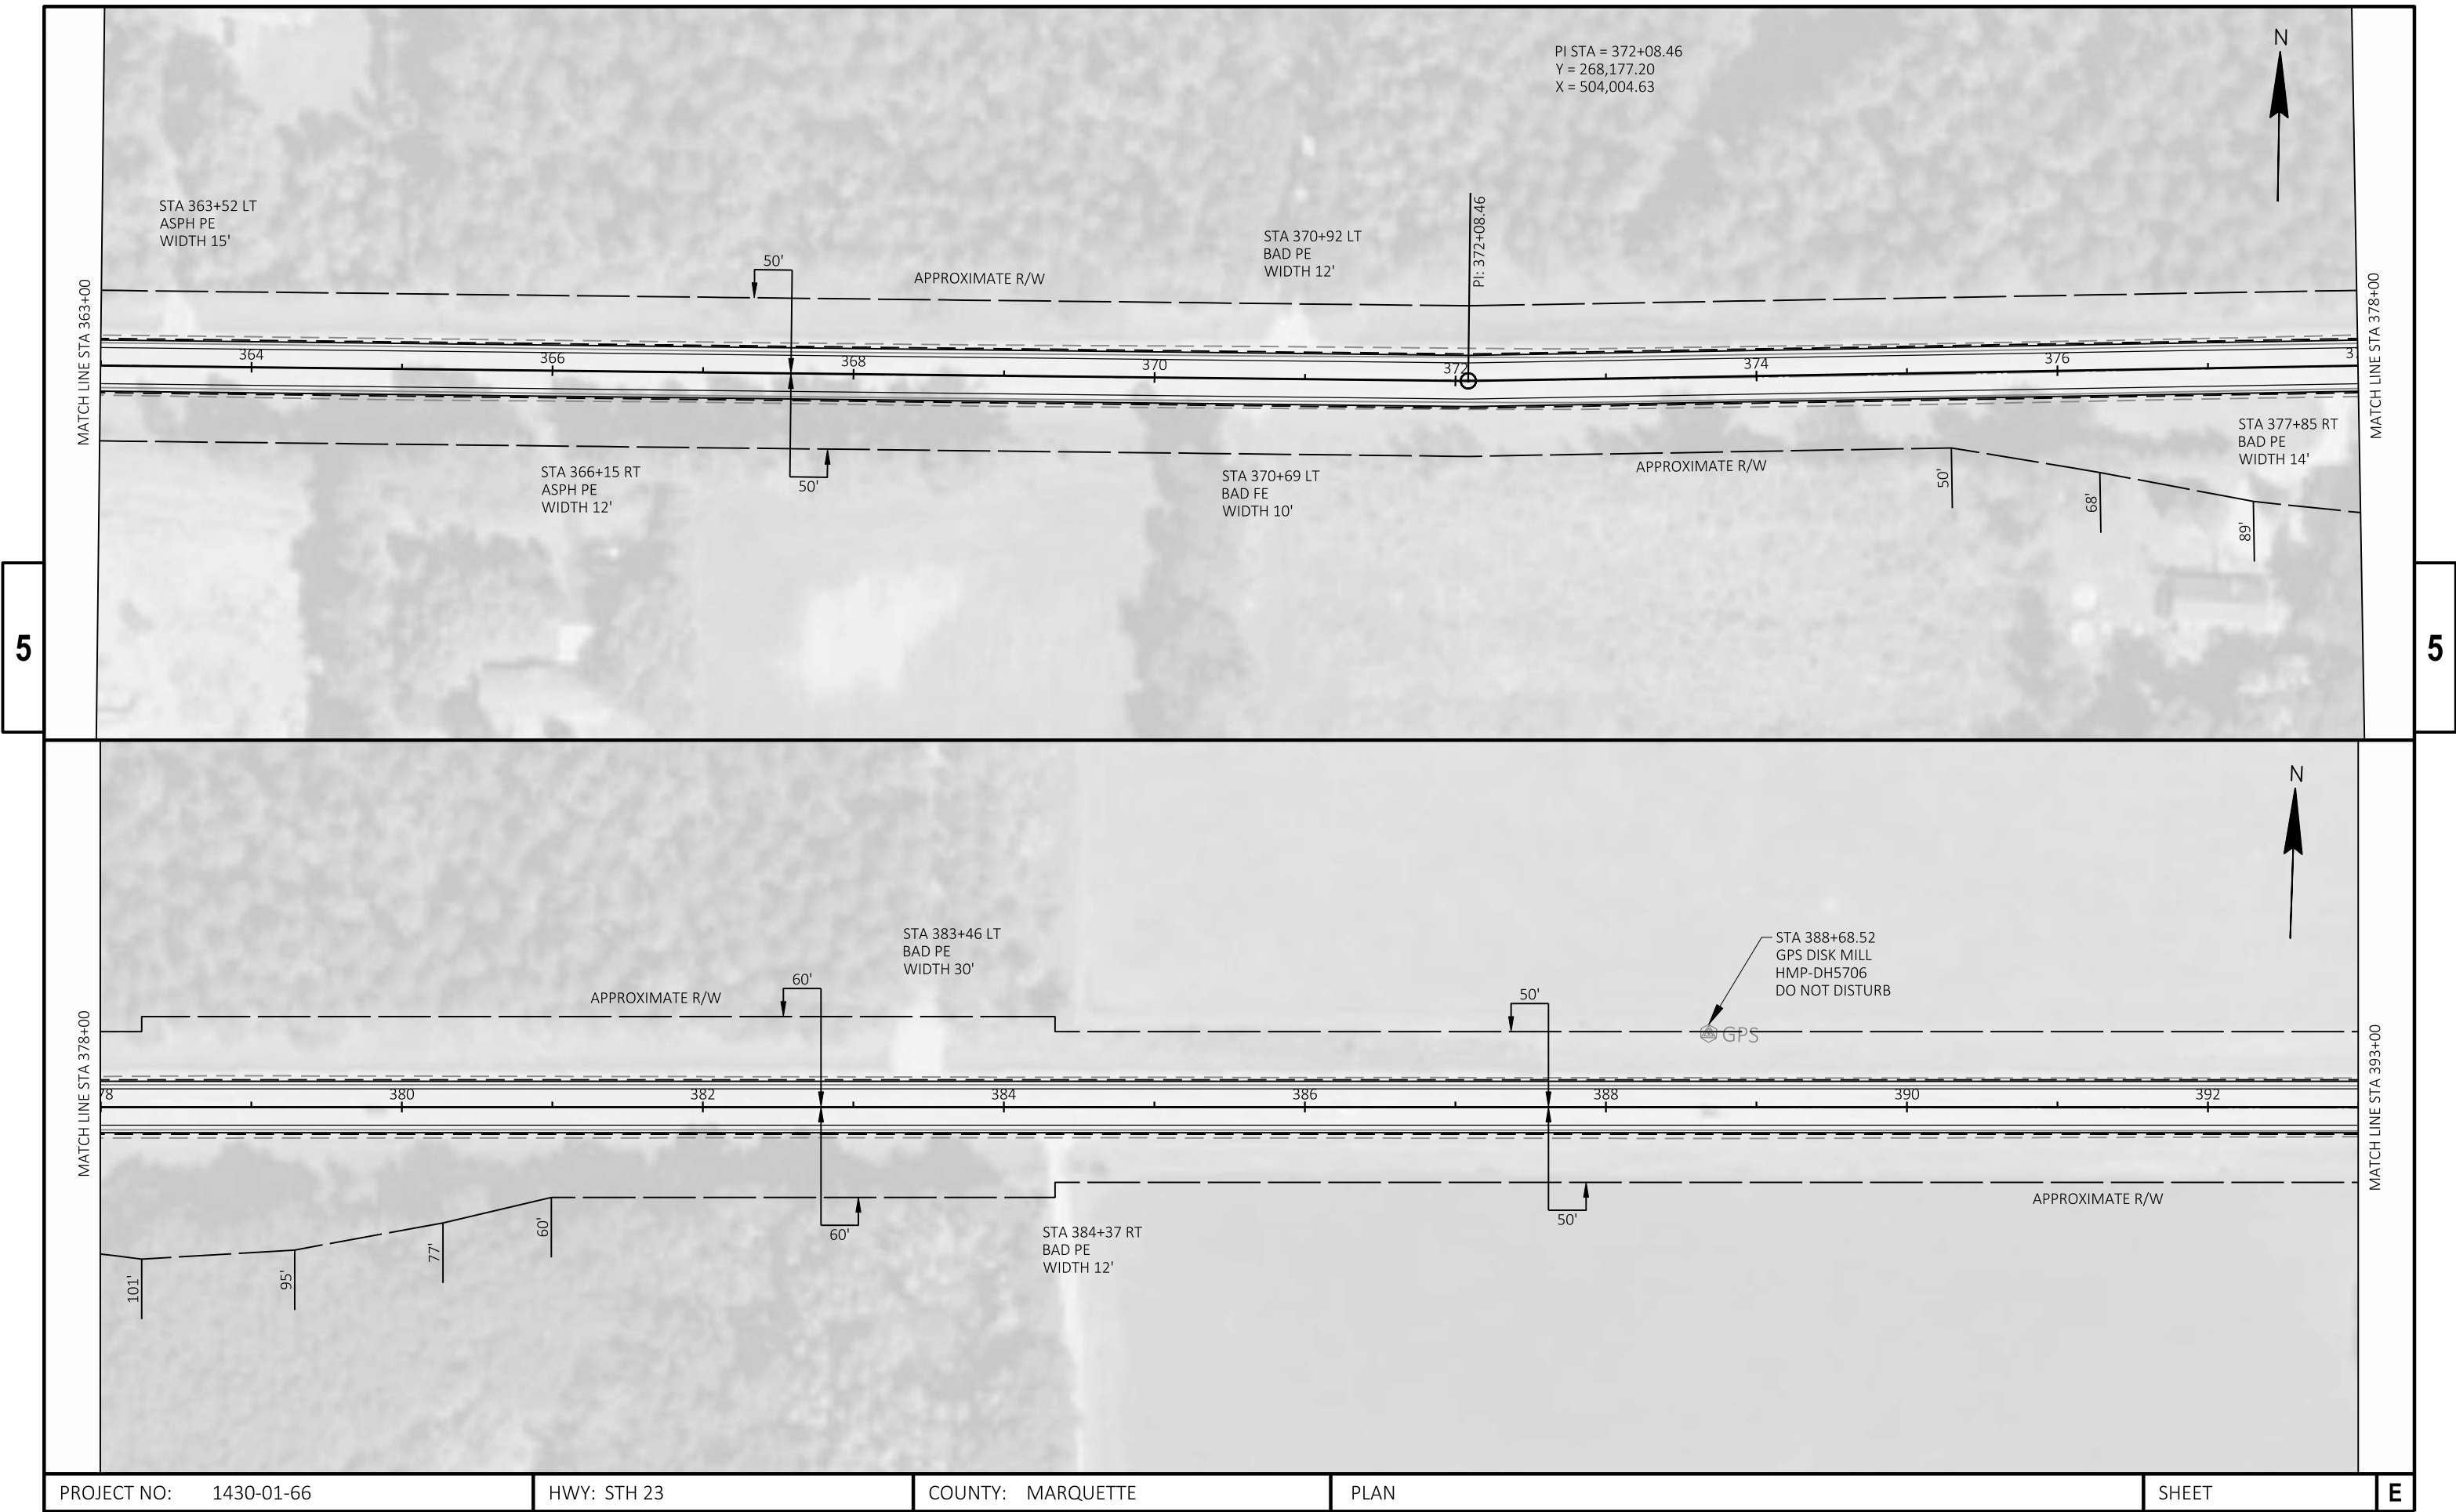 PI STA = 372+08.46
Y = 268,177.20
X = 504,004.63
N
STA 363+52 LT
ASPH PE
WIDTH 15'
PI: 372+08.46
STA 370+92 LT
BAD PE
WIDTH 12'
50'
APPROXIMATE R/W
MATCH LINE STA 363+00
MATCH LINE STA 378+00
364
366
368
370
372
374
376
37
STA 377+85 RT
BAD PE
WIDTH 14'
STA 366+15 RT
ASPH PE
WIDTH 12'
50'
STA 370+69 LT
BAD FE
WIDTH 10'
APPROXIMATE R/W
50'
68'
89'
5
5
N
STA 383+46 LT
BAD PE
WIDTH 30'
STA 388+68.52
GPS DISK MILL
HMP-DH5706
DO NOT DISTURB
60'
APPROXIMATE R/W
50'
GPS
MATCH LINE STA 378+00
MATCH LINE STA 393+00
78
380
382
384
386
388
390
392
APPROXIMATE R/W
60'
60'
50'
STA 384+37 RT
BAD PE
WIDTH 12'
77'
95'
101'
PROJECT NO: 1430-01-66
HWY: STH 23
COUNTY: MARQUETTE
PLAN
SHEET
E